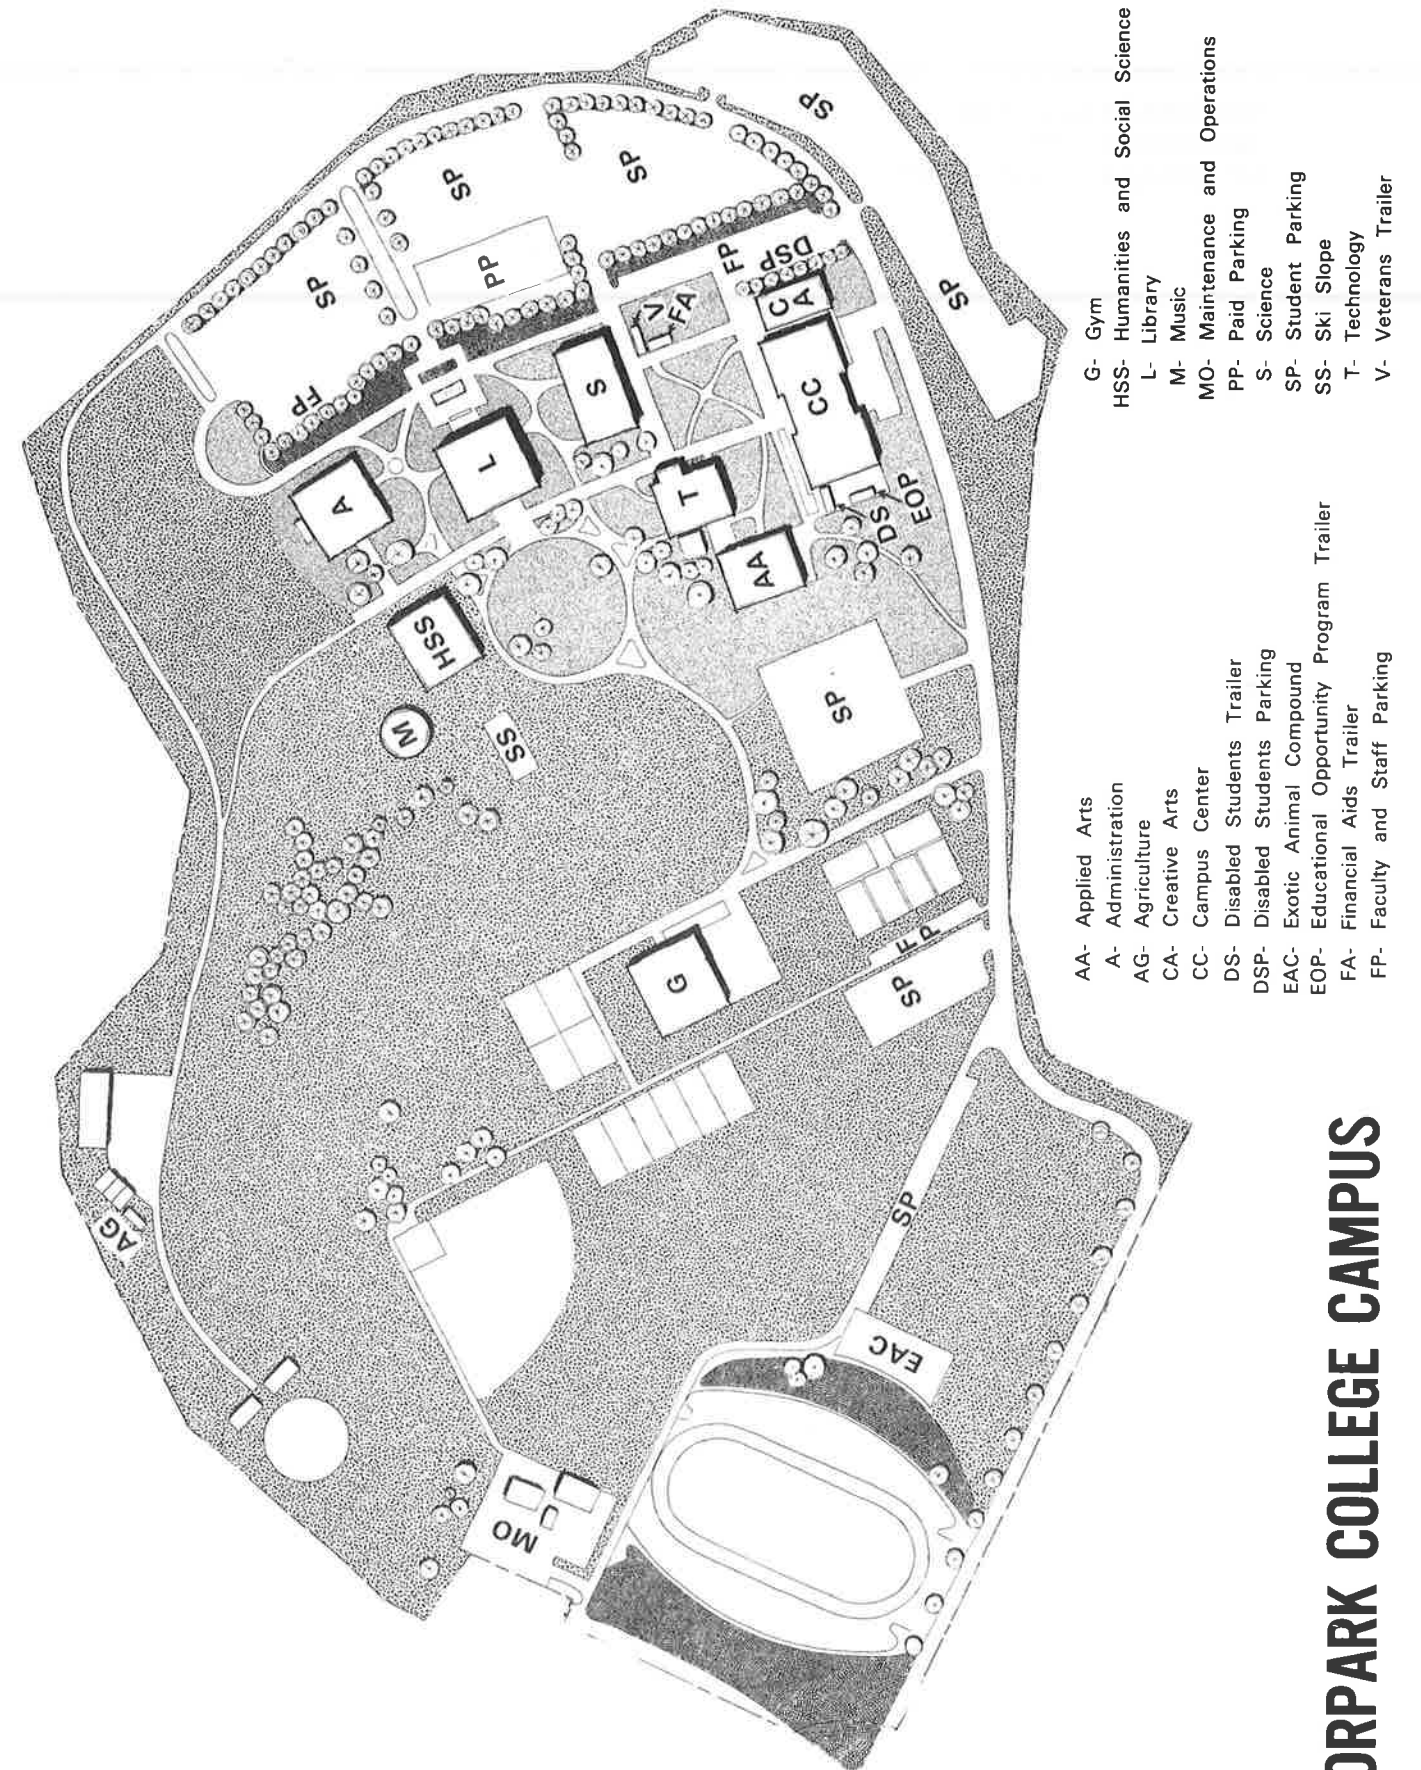 SP
SP
SP
SP
SP
PP
FP
DSP
FP
V
FA
C
A
CC
S
L
A
T
AA
DS
EOP
HSS
M
SS
SP
G
F
P
SP
SP
AG
EAC
MO
ORPARK COLLEGE CAMPUS
AA- Applied Arts
A- Administration
AG- Agriculture
CA- Creative Arts
CC- Campus Center
DS- Disabled Students Trailer
DSP- Disabled Students Parking
EAC- Exotic Animal Compound
EOP- Educational Opportunity Program Trailer
FA- Financial Aids Trailer
FP- Faculty and Staff Parking
G- Gym
HSS- Humanities and Social Science
L- Library
M- Music
MO- Maintenance and Operations
PP- Paid Parking
S- Science
SP- Student Parking
SS- Ski Slope
T- Technology
V- Veterans Trailer